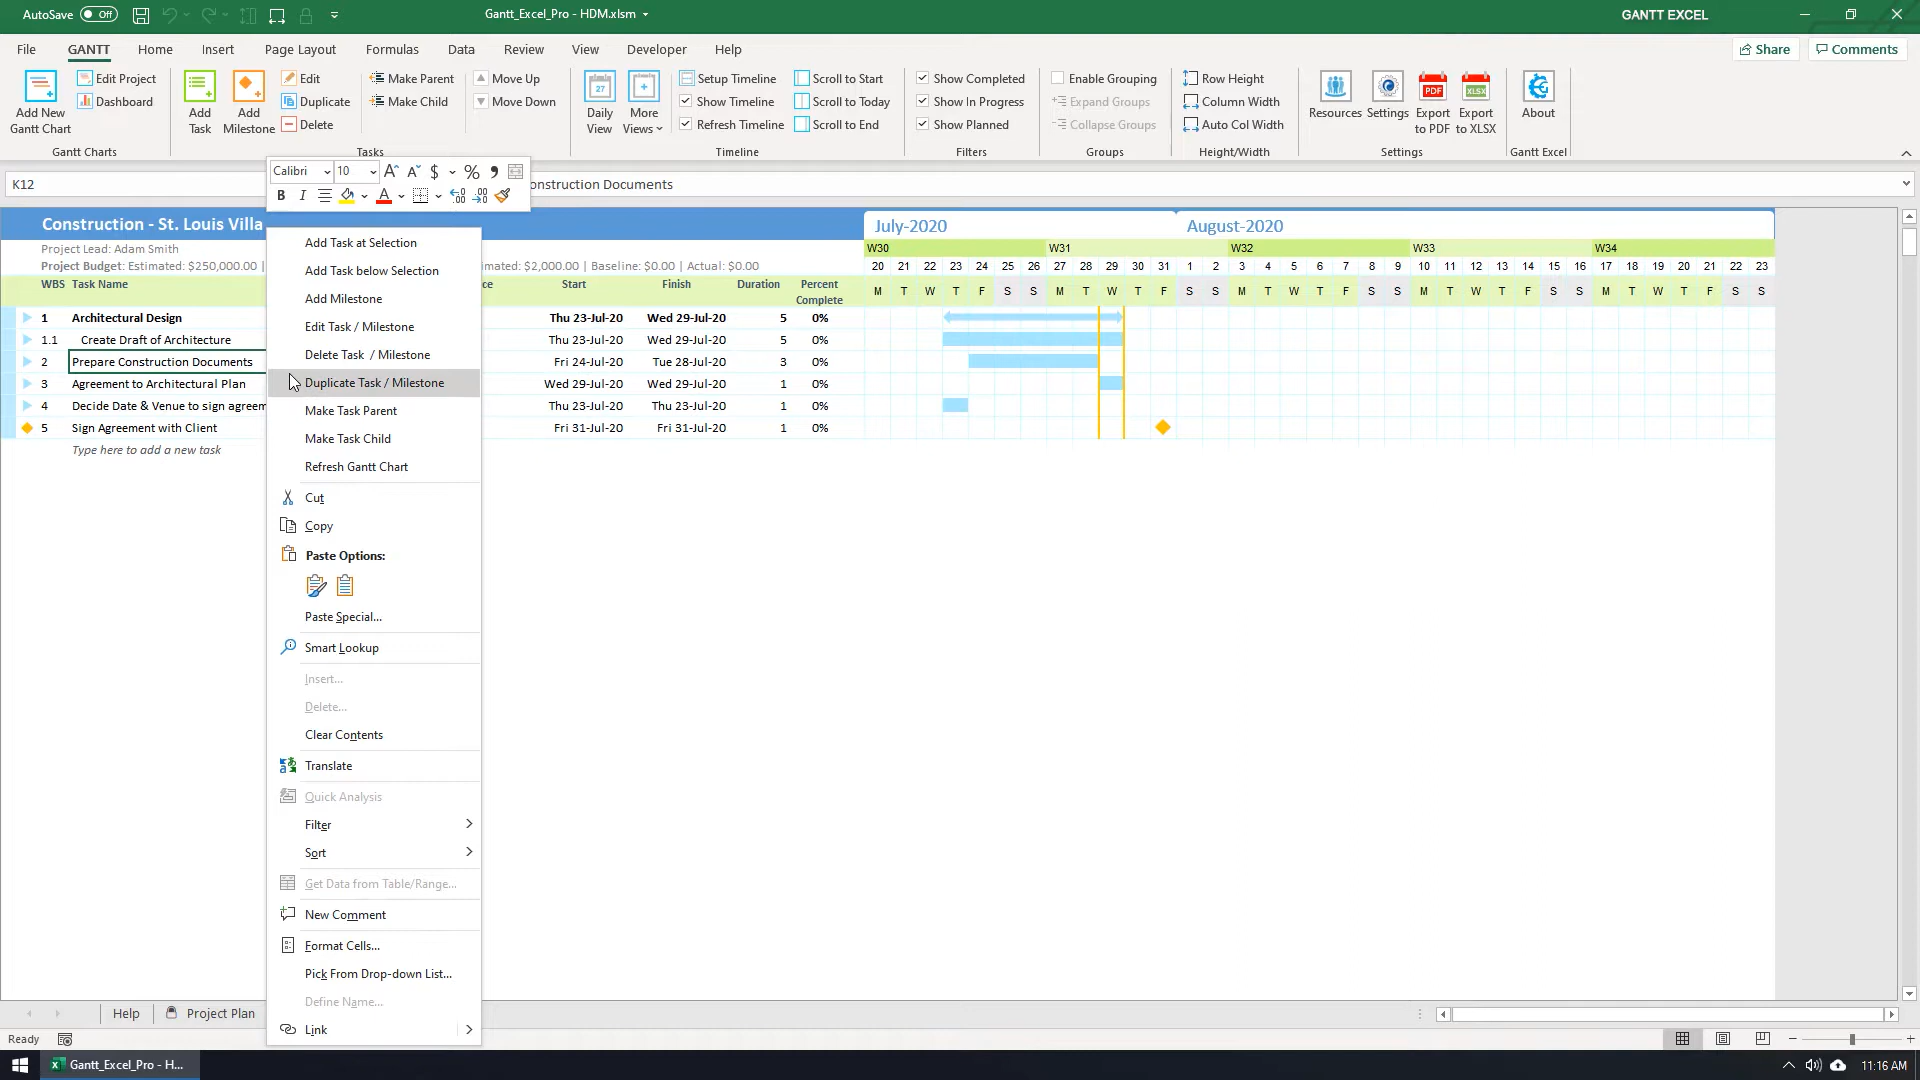 AutoSave Off
Gantt_Excel_Pro - HDM.xlsm
GANTT EXCEL
File GANTT Home Insert Page Layout Formulas Data Review View Developer Help Share Comments
Add New Gantt Chart
Edit Project
Dashboard
Gantt Charts
Add Task
Add Milestone
Edit
Duplicate
Delete
Make Parent
Make Child
Move Up
Move Down
Tasks
Daily View
27
More Views
Setup Timeline
Show Timeline
Refresh Timeline
Scroll to Start
Scroll to Today
Scroll to End
Timeline
Show Completed
Show In Progress
Show Planned
Filters
Enable Grouping
Expand Groups
Collapse Groups
Groups
Row Height
Column Width
Auto Col Width
Height/Width
Resources
Settings
PDF
Export to PDF
XLSX
Export to XLSX
Settings
About
Gantt Excel
Calibri 10 A A $ % ,
B I A
K12
onstruction Documents
Construction - St. Louis Villa
Project Lead: Adam Smith
Project Budget: Estimated: $250,000.00 |
imated: $2,000.00 | Baseline: $0.00 | Actual: $0.00
WBS Task Name
ce Start Finish Duration Percent Complete
July-2020 August-2020
W30 W31 W32 W33 W34
20 21 22 23 24 25 26 27 28 29 30 31 1 2 3 4 5 6 7 8 9 10 11 12 13 14 15 16 17 18 19 20 21 22 23
M T W T F S S M T W T F S S M T W T F S S M T W T F S S M T W T F S S
1 Architectural Design Thu 23-Jul-20 Wed 29-Jul-20 5 0%
1.1 Create Draft of Architecture Thu 23-Jul-20 Wed 29-Jul-20 5 0%
2 Prepare Construction Documents Fri 24-Jul-20 Tue 28-Jul-20 3 0%
3 Agreement to Architectural Plan Wed 29-Jul-20 Wed 29-Jul-20 1 0%
4 Decide Date & Venue to sign agreem Thu 23-Jul-20 Thu 23-Jul-20 1 0%
5 Sign Agreement with Client Fri 31-Jul-20 Fri 31-Jul-20 1 0%
Type here to add a new task
Add Task at Selection
Add Task below Selection
Add Milestone
Edit Task / Milestone
Delete Task / Milestone
Duplicate Task / Milestone
Make Task Parent
Make Task Child
Refresh Gantt Chart
Cut
Copy
Paste Options:
Paste Special...
Smart Lookup
Insert...
Delete...
Clear Contents
Translate
Quick Analysis
Filter
Sort
Get Data from Table/Range...
New Comment
Format Cells...
Pick From Drop-down List...
Define Name...
Link
Help Project Plan
Ready
Gantt_Excel_Pro - H...
11:16 AM